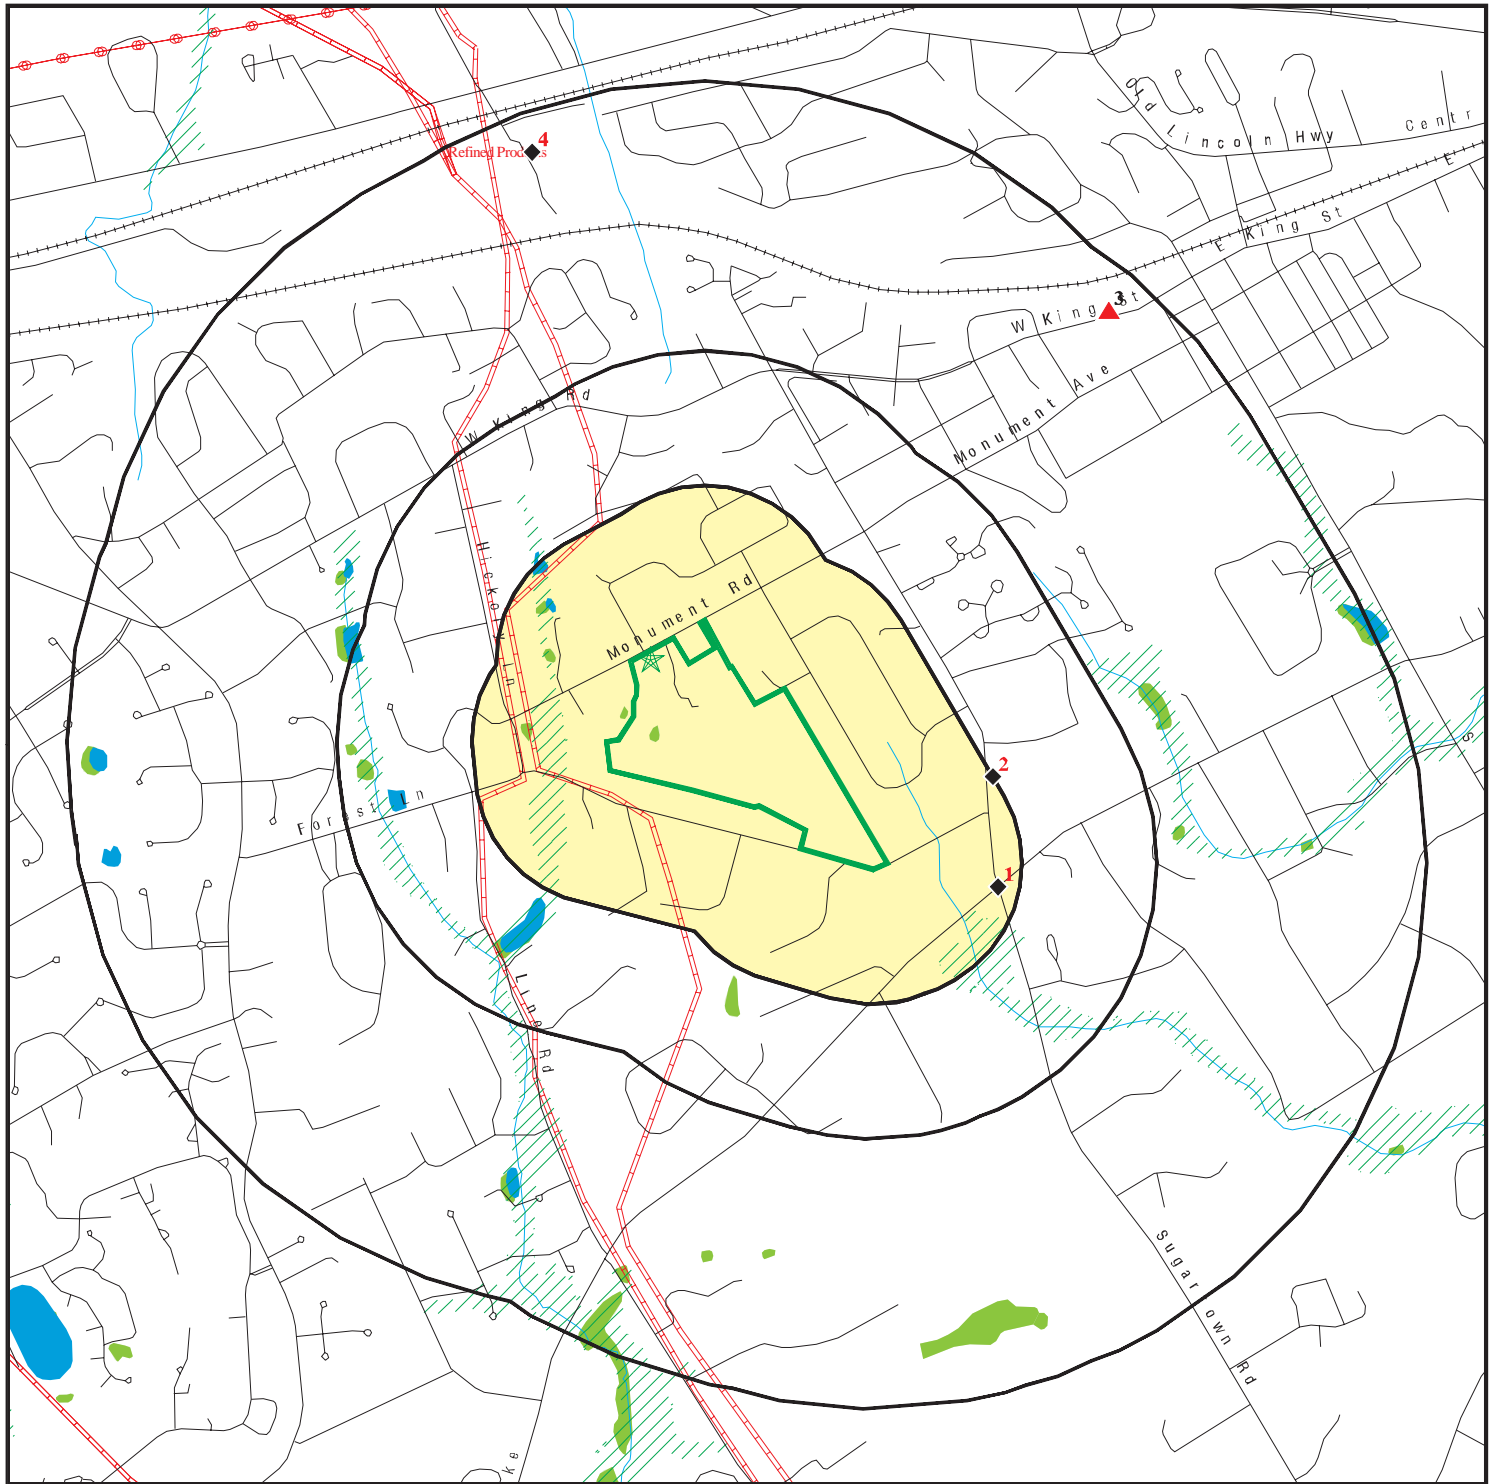 Old Lincoln Hwy
Centr
4
Refined Prod s
E
E King St
3
W King St
Monument Ave
W King Rd
Hickory Ln
Monument Rd
2
S
Forest Ln
1
Line Rd
Sugartown Rd
ke